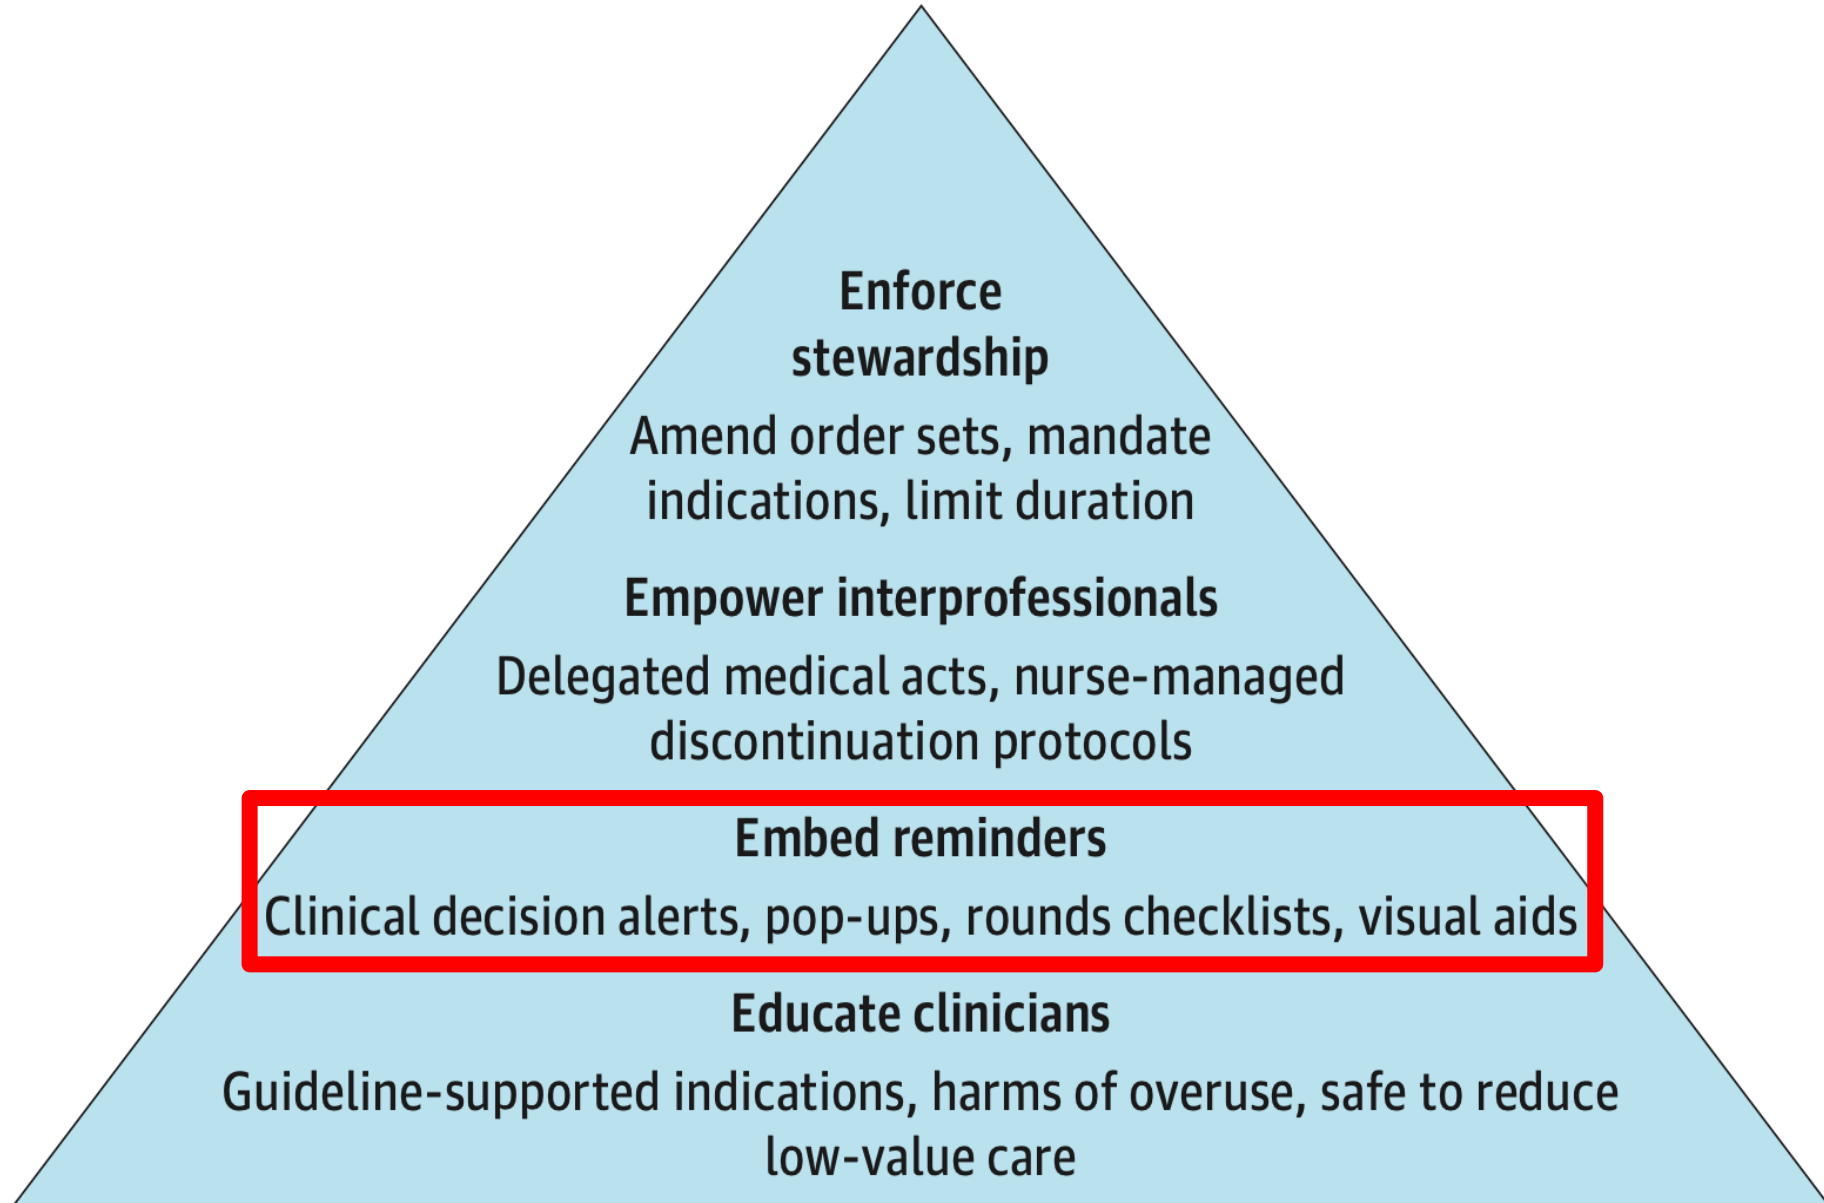 Enforce
stewardship
Amend order sets, mandate
indications, limit duration
Empower interprofessionals
Delegated medical acts, nurse-managed
discontinuation protocols
Embed reminders
Clinical decision alerts, pop-ups, rounds checklists, visual aids
Educate clinicians
Guideline-supported indications, harms of overuse, safe to reduce
low-value care